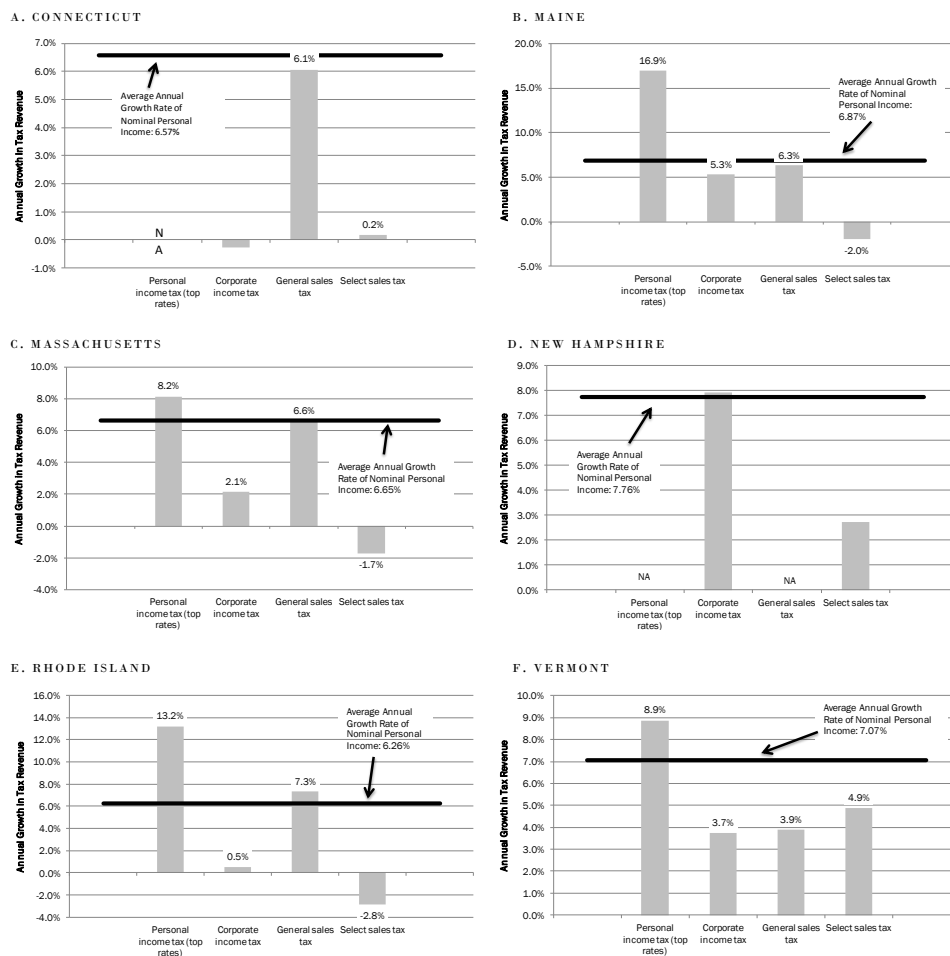 A. CONNECTICUT
7.0%
6.0%
5.0%
4.0%
3.0%
2.0%
1.0%
0.0%
-1.0%
Annual Growth in Tax Revenue
6.1%
Average Annual
Growth Rate of
Nominal Personal
Income: 6.57%
N
A
0.2%
Personal
income tax (top
rates)
Corporate
income tax
General sales
tax
Select sales tax
B. MAINE
20.0%
15.0%
10.0%
5.0%
0.0%
-5.0%
Annual Growth in Tax Revenue
16.9%
5.3%
6.3%
-2.0%
Average Annual Growth
Rate of Nominal
Personal Income:
6.87%
Personal
income tax (top
rates)
Corporate
income tax
General sales
tax
Select sales tax
C. MASSACHUSETTS
10.0%
8.0%
6.0%
4.0%
2.0%
0.0%
-2.0%
-4.0%
Annual Growth in Tax Revenue
8.2%
2.1%
6.6%
-1.7%
Average Annual Growth
Rate of Nominal Personal
Income: 6.65%
Personal
income tax (top
rates)
Corporate
income tax
General sales
tax
Select sales tax
D. NEW HAMPSHIRE
9.0%
8.0%
7.0%
6.0%
5.0%
4.0%
3.0%
2.0%
1.0%
0.0%
Annual Growth in Tax Revenue
Average Annual
Growth Rate of
Nominal Personal
Income: 7.76%
NA
NA
Personal
income tax (top
rates)
Corporate
income tax
General sales
tax
Select sales tax
E. RHODE ISLAND
16.0%
14.0%
12.0%
10.0%
8.0%
6.0%
4.0%
2.0%
0.0%
-2.0%
-4.0%
Annual Growth in Tax Revenue
13.2%
0.5%
7.3%
-2.8%
Average Annual
Growth Rate of
Nominal Personal
Income: 6.26%
Personal
income tax (top
rates)
Corporate
income tax
General sales
tax
Select sales tax
F. VERMONT
10.0%
9.0%
8.0%
7.0%
6.0%
5.0%
4.0%
3.0%
2.0%
1.0%
0.0%
Annual Growth in Tax Revenue
8.9%
3.7%
3.9%
4.9%
Average Annual Growth
Rate of Nominal Personal
Income: 7.07%
Personal
income tax (top
rates)
Corporate
income tax
General sales
tax
Select sales tax